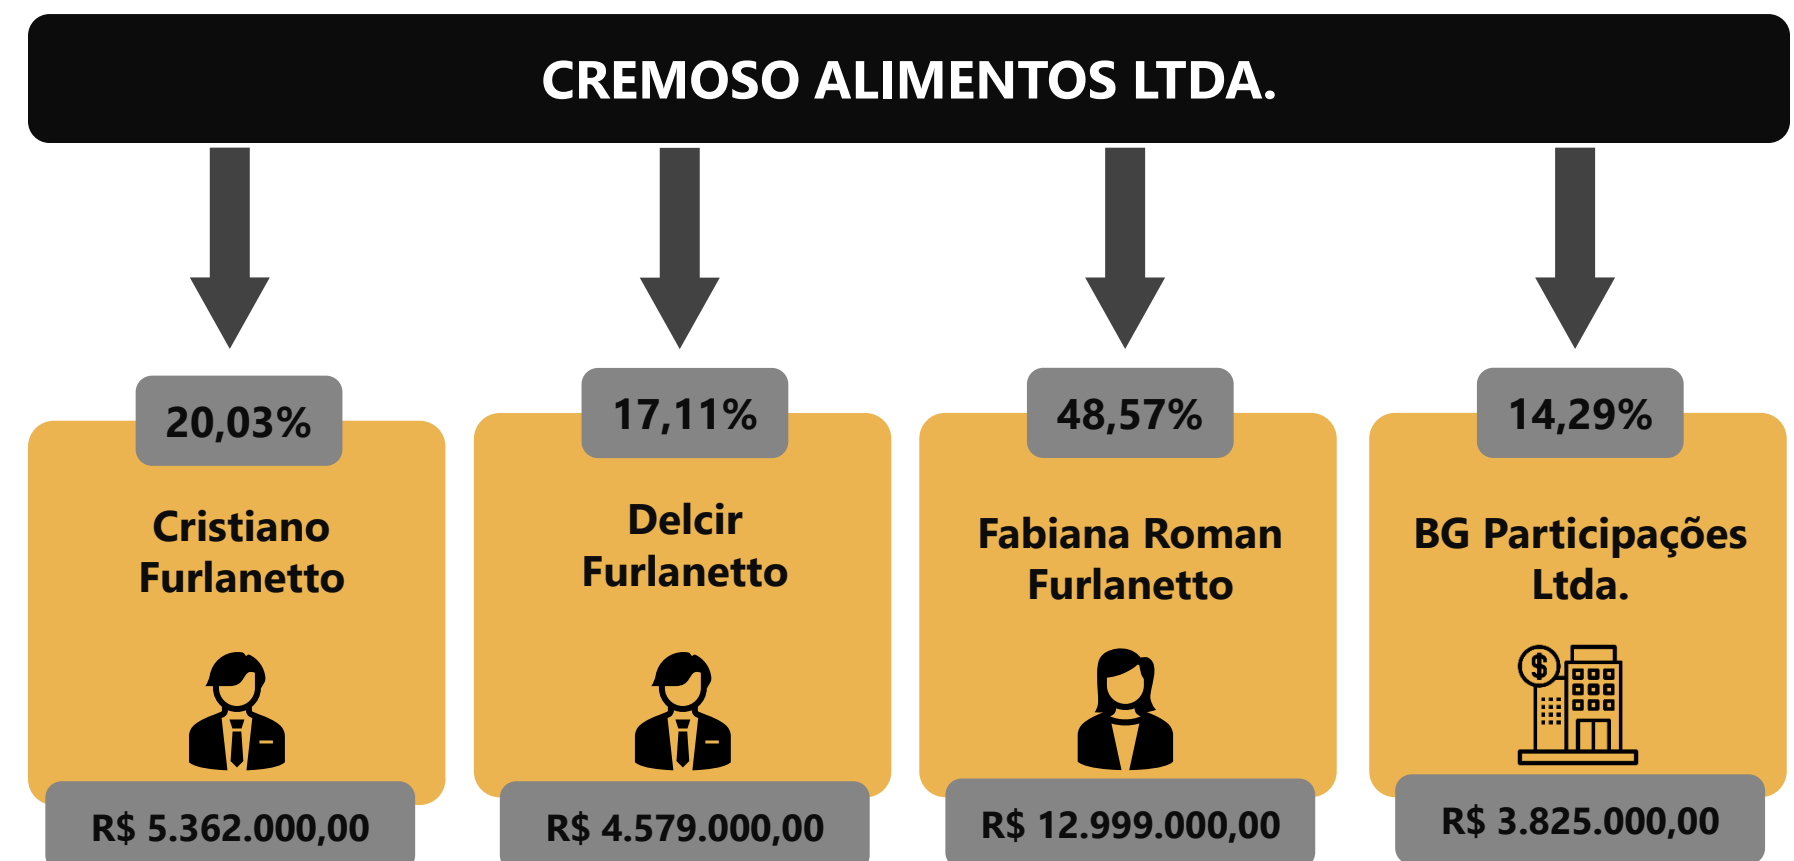 CREMOSO ALIMENTOS LTDA.
20,03%
Cristiano
Furlanetto
R$ 5.362.000,00
17,11%
Delcir
Furlanetto
R$ 4.579.000,00
48,57%
Fabiana Roman
Furlanetto
R$ 12.999.000,00
14,29%
BG Participações
Ltda.
$
R$ 3.825.000,00